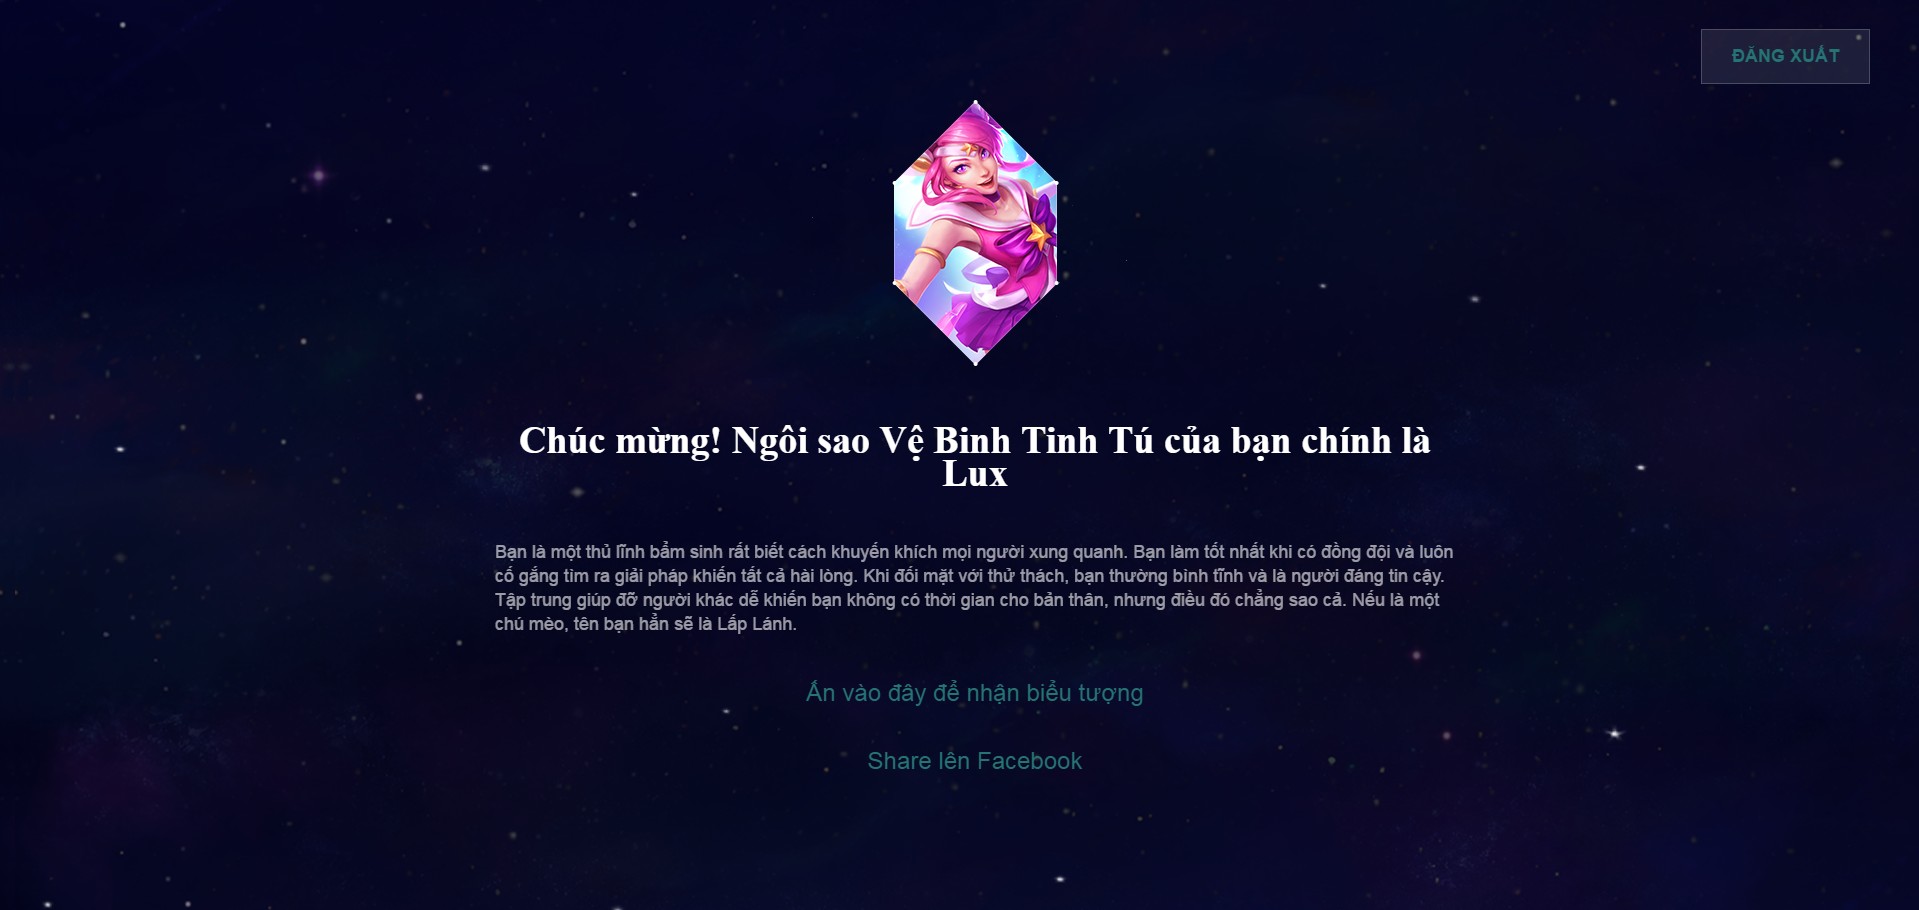 ĐĂNG XUẤT
Chúc mừng! Ngôi sao Vệ Binh Tinh Tú của bạn chính là
Lux
Bạn là một thủ lĩnh bẩm sinh rất biết cách khuyến khích mọi người xung quanh. Bạn làm tốt nhất khi có đồng đội và luôn
cố gắng tìm ra giải pháp khiến tất cả hài lòng. Khi đối mặt với thử thách, bạn thường bình tĩnh và là người đáng tin cậy.
Tập trung giúp đỡ người khác dễ khiến bạn không có thời gian cho bản thân, nhưng điều đó chẳng sao cả. Nếu là một
chú mèo, tên bạn hẳn sẽ là Lấp Lánh.
Ấn vào đây để nhận biểu tượng
Share lên Facebook